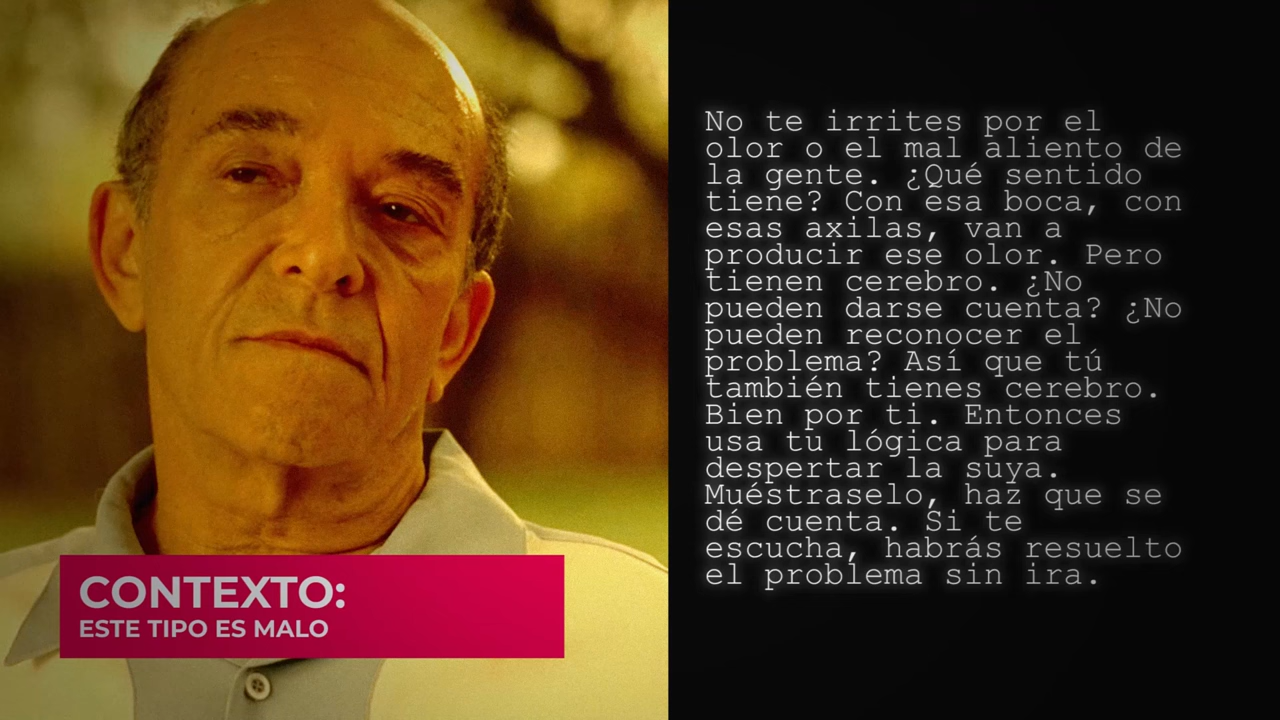 No te irrites por el
olor o el mal aliento de
la gente. ¿Qué sentido
tiene? Con esa boca, con
esas axilas, van a
producir ese olor. Pero
tienen cerebro. ¿No
pueden darse cuenta? ¿No
pueden reconocer el
problema? Así que tú
también tienes cerebro.
Bien por ti. Entonces
usa tu lógica para
despertar la suya.
Muéstraselo, haz que se
dé cuenta. Si te
escucha, habrás resuelto
el problema sin ira.
CONTEXTO:
ESTE TIPO ES MALO